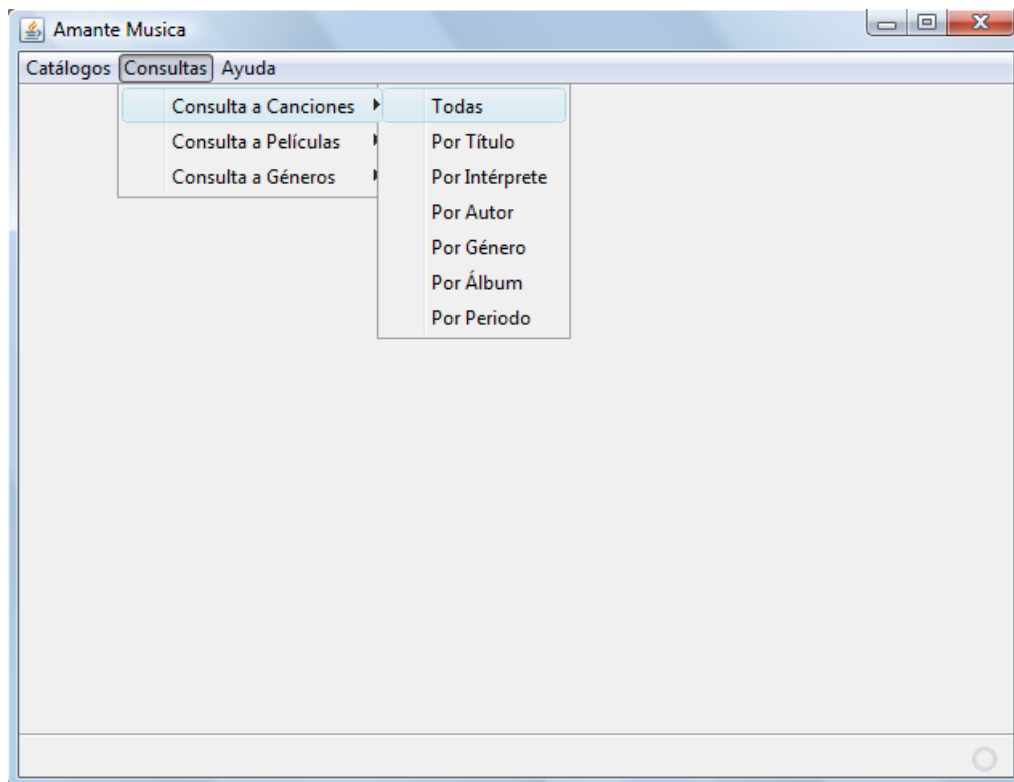 Amante Musica
Catálogos Consultas Ayuda
Consulta a Canciones
Consulta a Películas
Consulta a Géneros
Todas
Por Título
Por Intérprete
Por Autor
Por Género
Por Álbum
Por Periodo